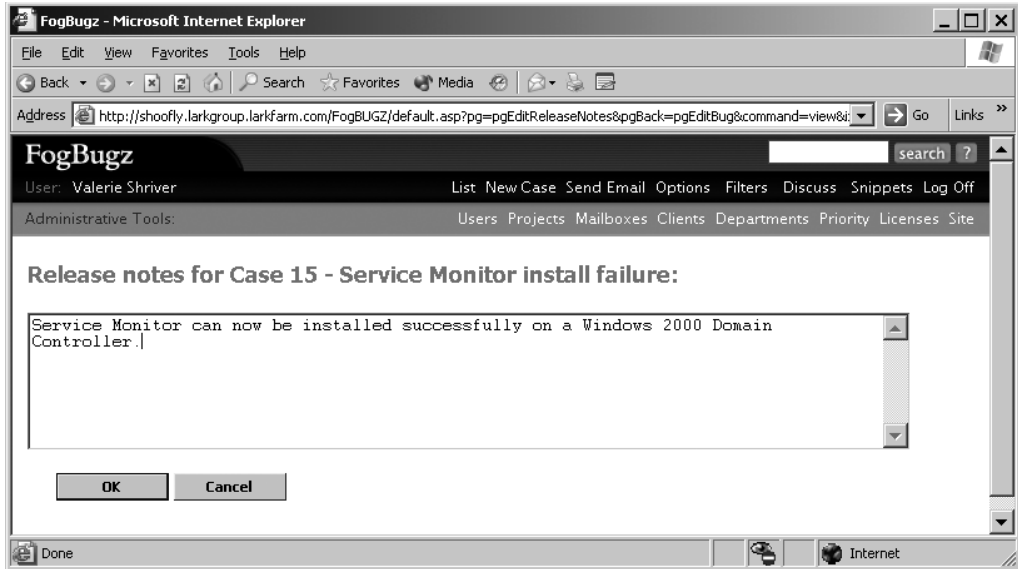 FogBugz - Microsoft Internet Explorer
File Edit View Favorites Tools Help
Back Search Favorites Media
Address http://shoofly.larkgroup.larkfarm.com/FogBUGZ/default.asp?pg=pgEditReleaseNotes&pgBack=pgEditBug&command=view&i: Go Links »
FogBugz search ?
User: Valerie Shriver List New Case Send Email Options Filters Discuss Snippets Log Off
Administrative Tools: Users Projects Mailboxes Clients Departments Priority Licenses Site
Release notes for Case 15 - Service Monitor install failure:
Service Monitor can now be installed successfully on a Windows 2000 Domain
Controller.
OK Cancel
Done Internet